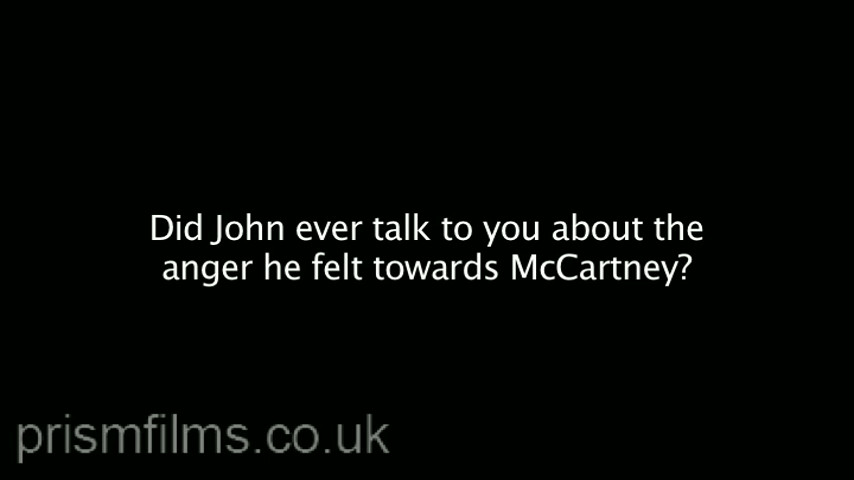 Did John ever talk to you about the
anger he felt towards McCartney?
prismfilms.co.uk